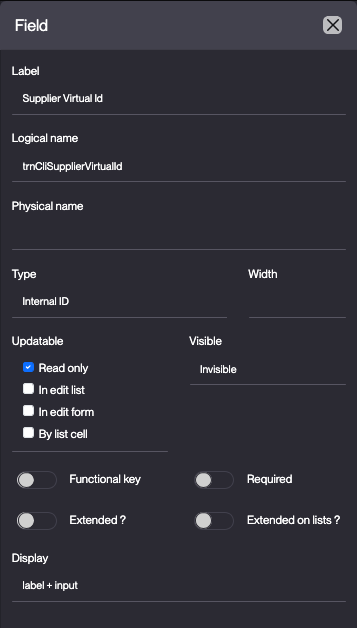 Field
Label
Supplier Virtual Id
Logical name
trnCliSupplierVirtualId
Physical name
Type Width
Internal ID
Updatable Visible
Read only Invisible
In edit list
In edit form
By list cell
Functional key Required
Extended ? Extended on lists ?
Display
label + input